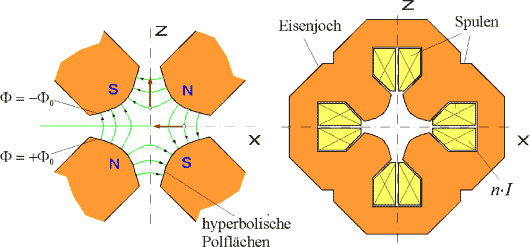 Z
S
N
Φ = −Φ₀
X
Φ = +Φ₀
N
S
hyperbolische
Polflächen
Eisenjoch
Z
Spulen
X
n·I